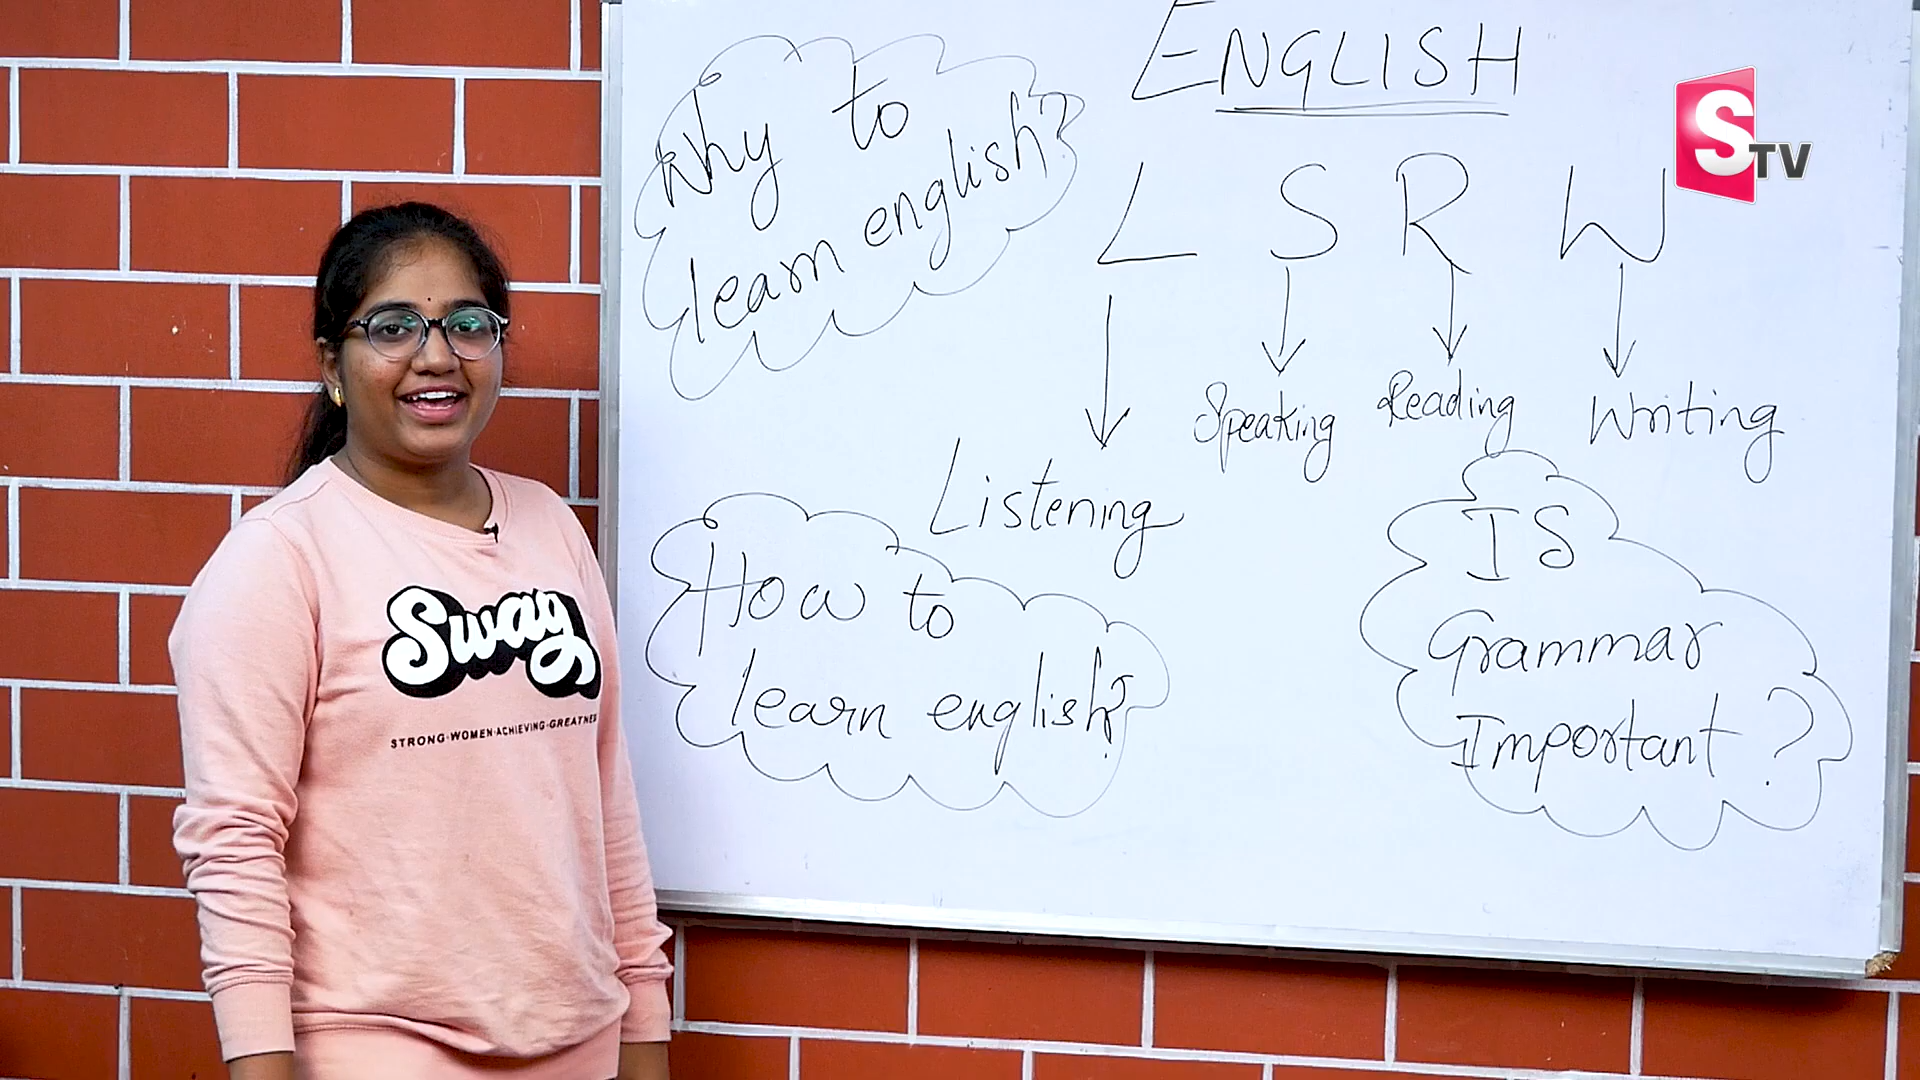 ENGLISH
Why to
learn english?
L S R W
Speaking Reading Writing
Listening
How to
learn english?
IS
Grammar
Important?
Swag
STRONG·WOMEN·ACHIEVING·GREATNESS
STV